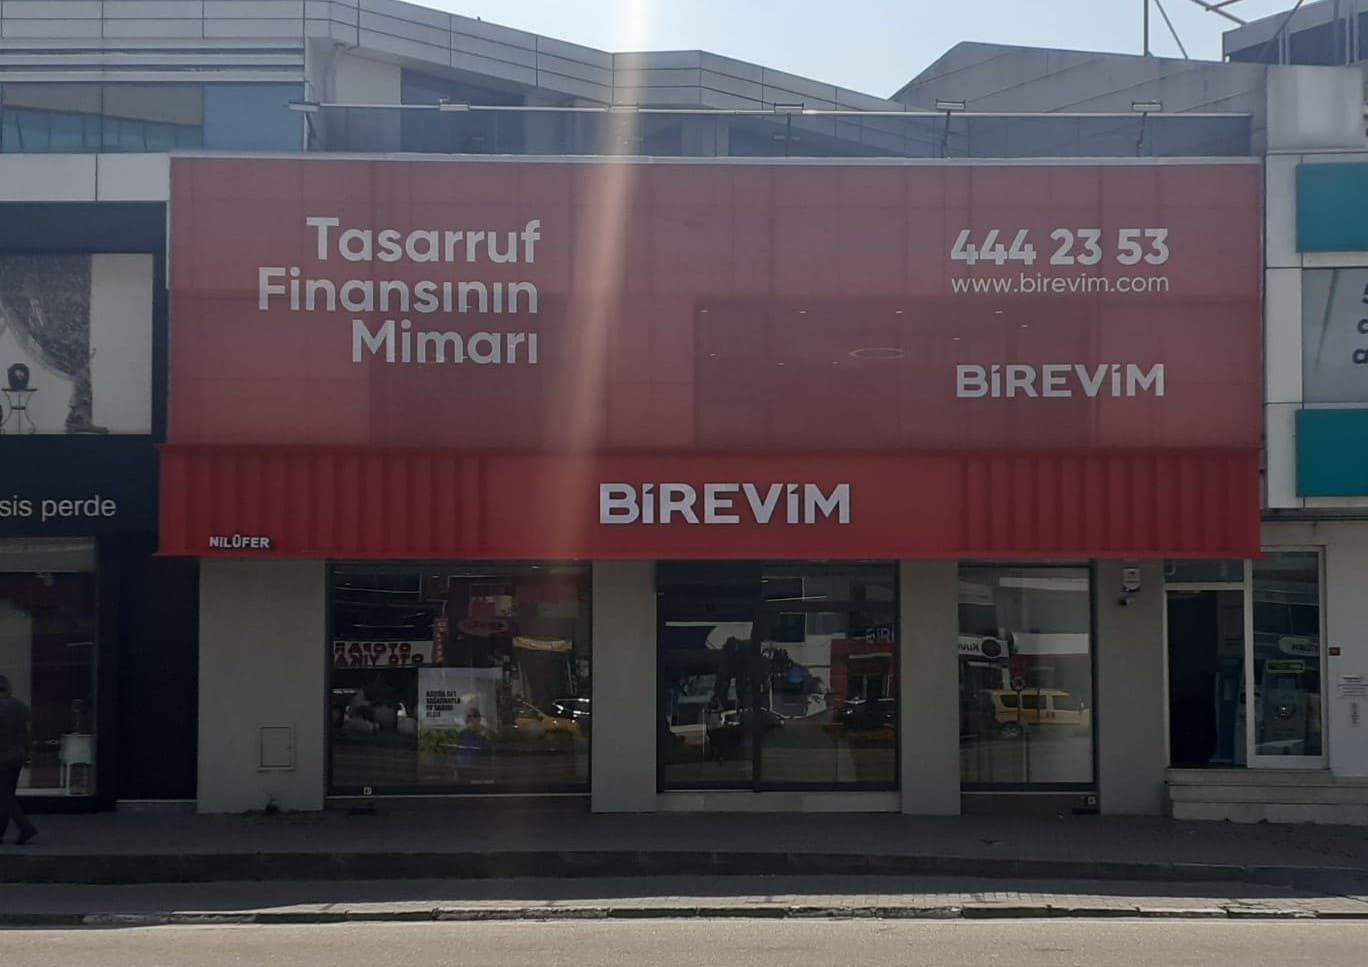 Tasarruf
Finansının
Mimarı
444 23 53
www.birevim.com
BİREVİM
BİREVİM
NİLÜFER
sis perde